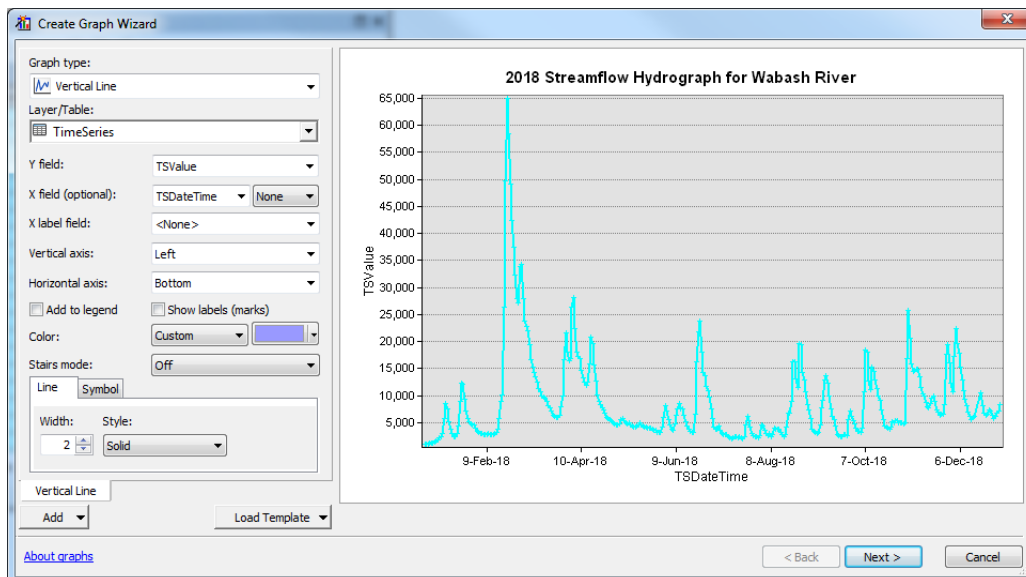 Create Graph Wizard
Graph type:
Vertical Line
Layer/Table:
TimeSeries
Y field:
TSValue
X field (optional):
TSDateTime
None
X label field:
<None>
Vertical axis:
Left
Horizontal axis:
Bottom
Add to legend
Show labels (marks)
Color:
Custom
Stairs mode:
Off
Line
Symbol
Width:
Style:
2
Solid
Vertical Line
Add
Load Template
About graphs
2018 Streamflow Hydrograph for Wabash River
65,000
60,000
55,000
50,000
45,000
40,000
35,000
30,000
25,000
20,000
15,000
10,000
5,000
TSValue
9-Feb-18
10-Apr-18
9-Jun-18
8-Aug-18
7-Oct-18
6-Dec-18
TSDateTime
< Back
Next >
Cancel